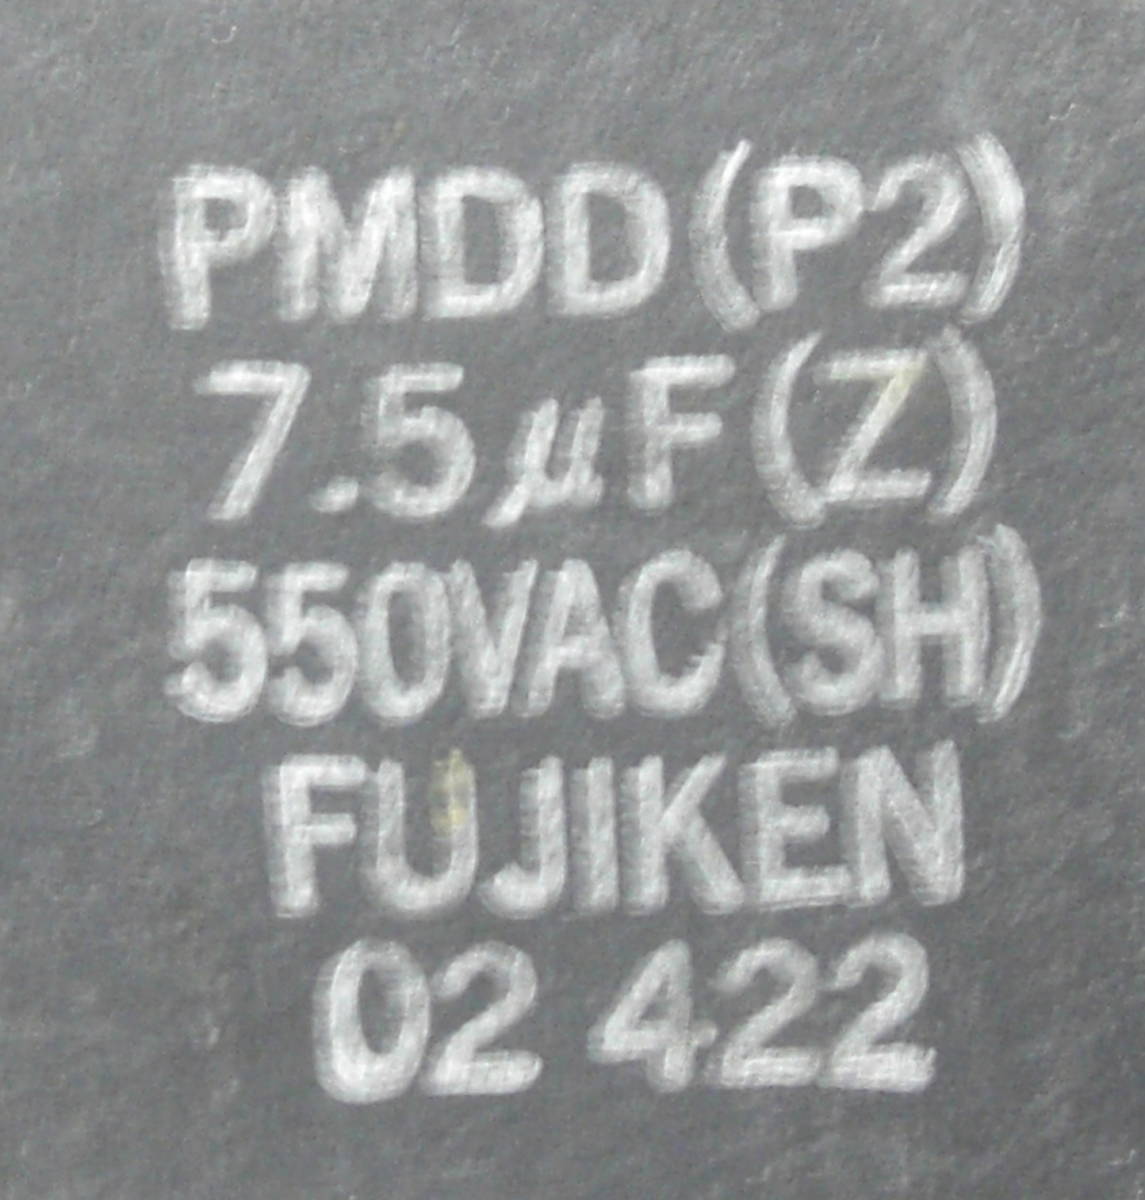 PMDD(P2)
7.5μF(Z)
550VAC(SH)
FUJIKEN
02 422